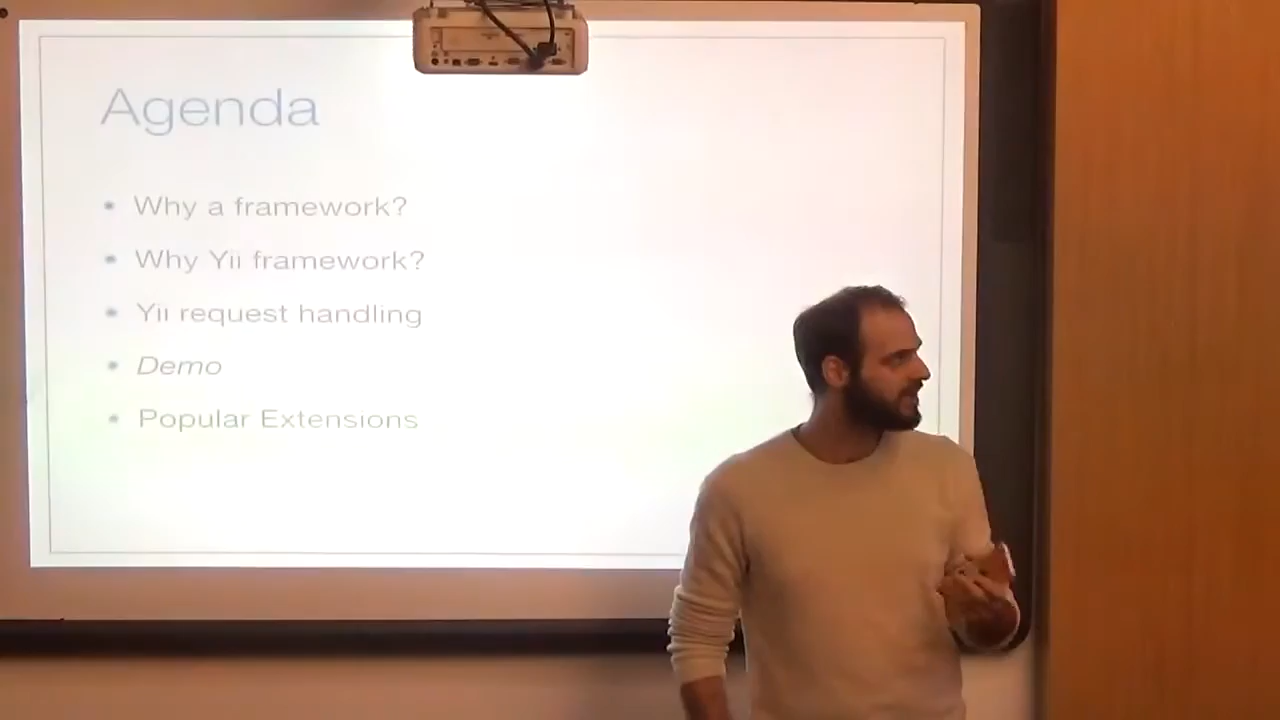 Agenda
• Why a framework?
• Why Yii framework?
• Yii request handling
• Demo
• Popular Extensions